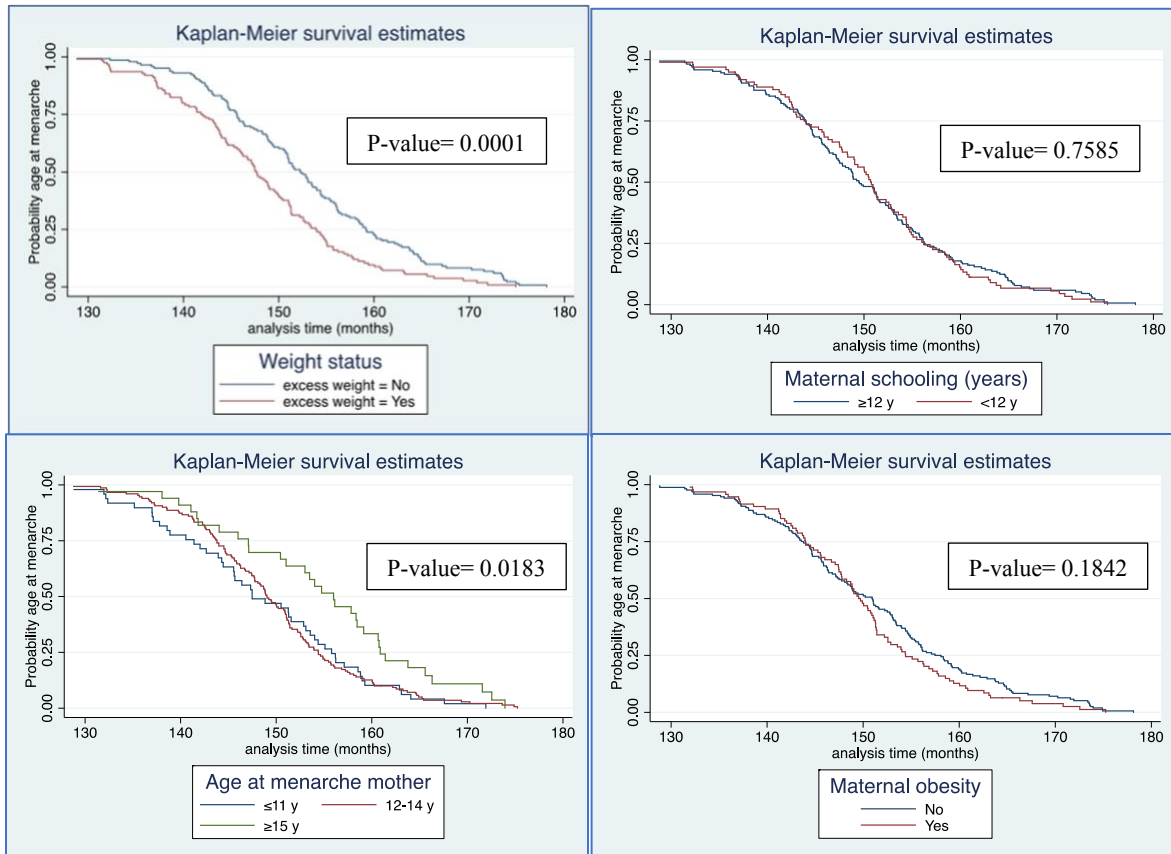 Kaplan-Meier survival estimates
Probability age at menarche
1.00
0.75
0.50
0.25
0.00
P-value= 0.0001
130 140 150 160 170 180
analysis time (months)
Weight status
excess weight = No
excess weight = Yes
Kaplan-Meier survival estimates
Probability age at menarche
1.00
0.75
0.50
0.25
0.00
P-value= 0.7585
130 140 150 160 170 180
analysis time (months)
Maternal schooling (years)
≥12 y <12 y
Kaplan-Meier survival estimates
Probability age at menarche
1.00
0.75
0.50
0.25
0.00
P-value= 0.0183
130 140 150 160 170 180
analysis time (months)
Age at menarche mother
≤11 y 12-14 y
≥15 y
Kaplan-Meier survival estimates
Probability age at menarche
1.00
0.75
0.50
0.25
0.00
P-value= 0.1842
130 140 150 160 170 180
analysis time (months)
Maternal obesity
No
Yes